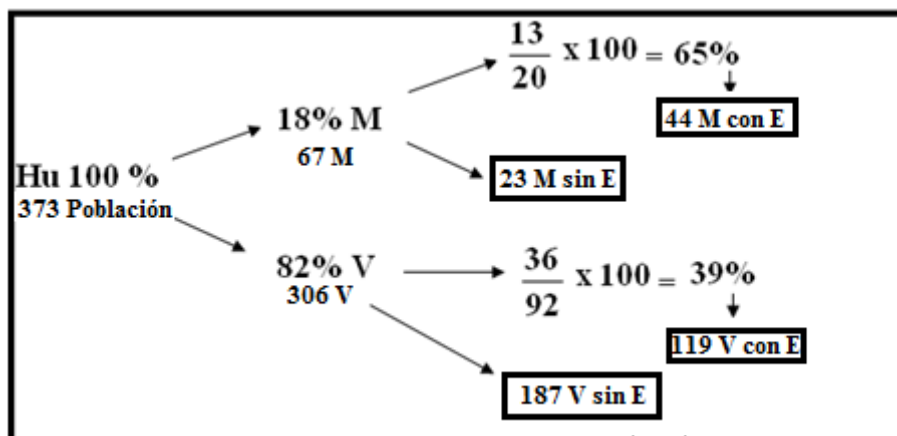 13
— x 100 = 65%
20
44 M con E
18% M
67 M
23 M sin E
Hu 100 %
373 Población
82% V
306 V
36
— x 100 = 39%
92
119 V con E
187 V sin E